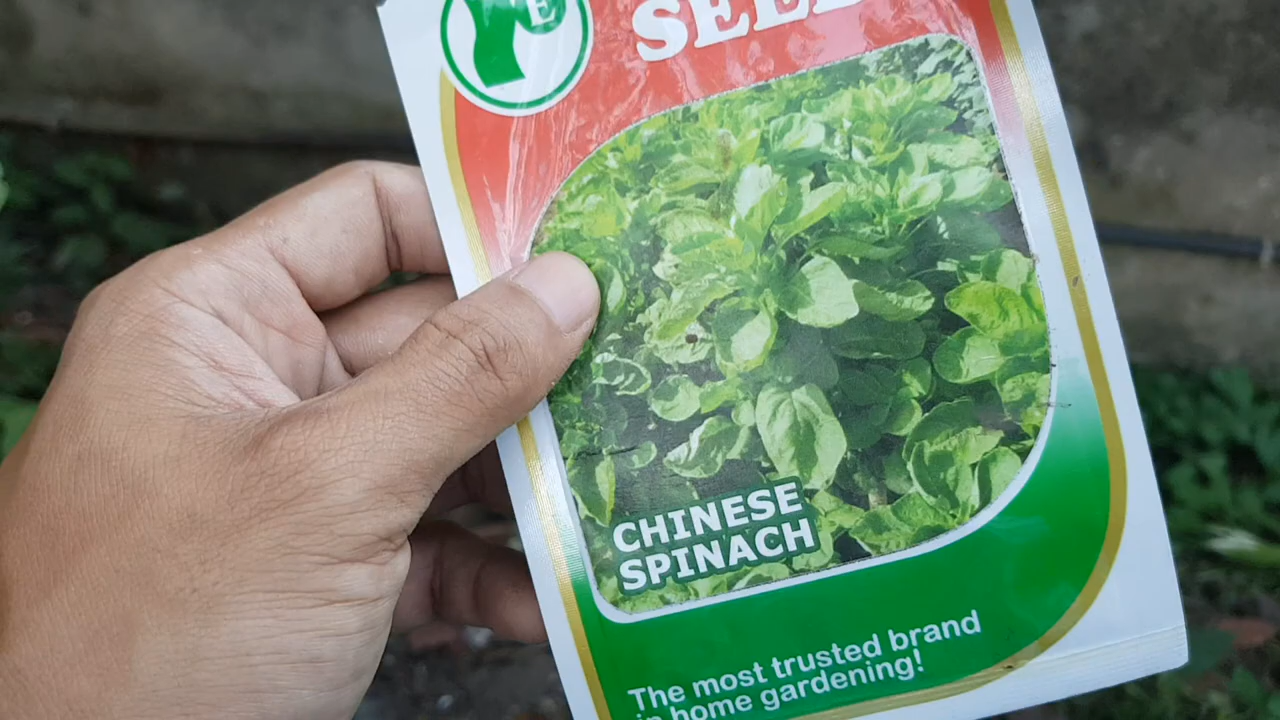 E
CHINESE
SPINACH
The most trusted brand
in home gardening!